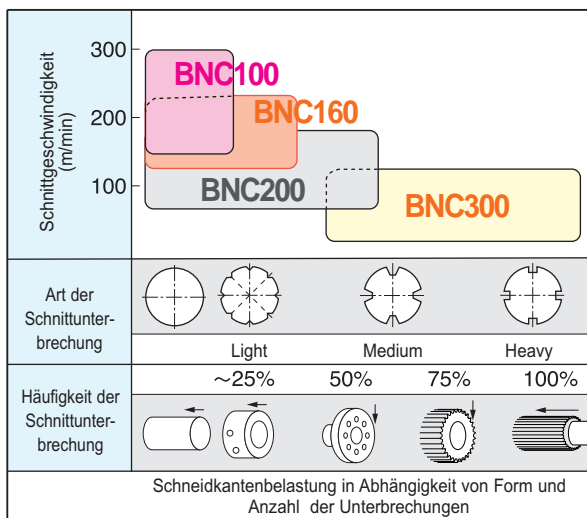 Schnittgeschwindigkeit
(m/min)
300
200
100
BNC100
BNC160
BNC200
BNC300
Art der
Schnittunter-
brechung
Light Medium Heavy
Häufigkeit der
Schnittunter-
brechung
~25% 50% 75% 100%
Schneidkantenbelastung in Abhängigkeit von Form und
Anzahl der Unterbrechungen